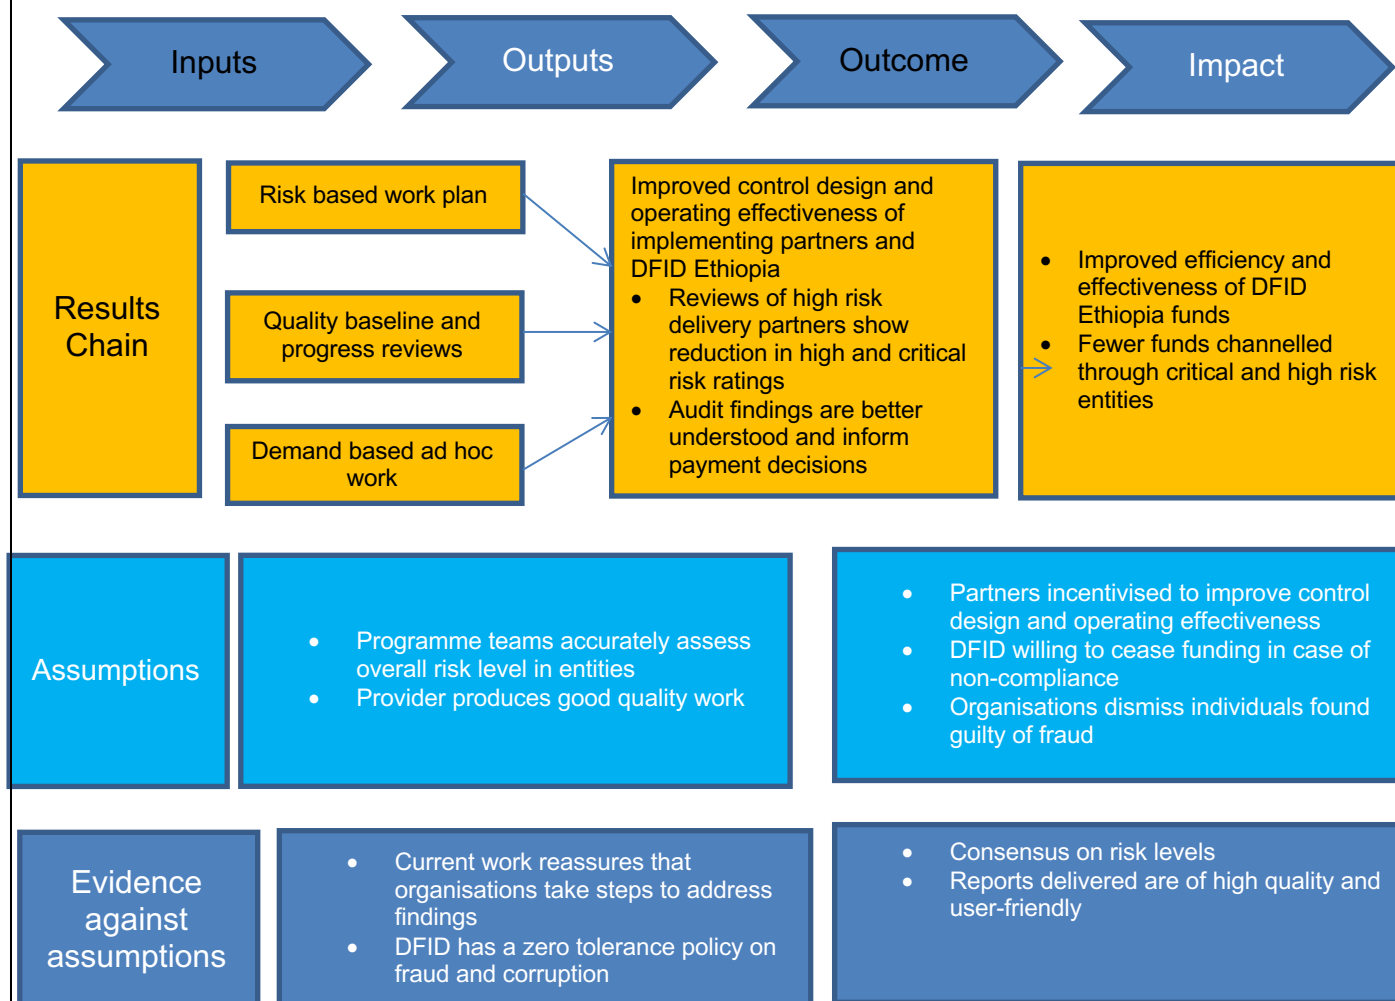 Inputs
Outputs
Outcome
Impact
Results
Chain
Risk based work plan
Quality baseline and
progress reviews
Demand based ad hoc
work
Improved control design and
operating effectiveness of
implementing partners and
DFID Ethiopia
• Reviews of high risk
delivery partners show
reduction in high and critical
risk ratings
• Audit findings are better
understood and inform
payment decisions
• Improved efficiency and
effectiveness of DFID
Ethiopia funds
• Fewer funds channelled
through critical and high risk
entities
Assumptions
• Programme teams accurately assess
overall risk level in entities
• Provider produces good quality work
• Partners incentivised to improve control
design and operating effectiveness
• DFID willing to cease funding in case of
non-compliance
• Organisations dismiss individuals found
guilty of fraud
Evidence
against
assumptions
• Current work reassures that
organisations take steps to address
findings
• DFID has a zero tolerance policy on
fraud and corruption
• Consensus on risk levels
• Reports delivered are of high quality and
user-friendly